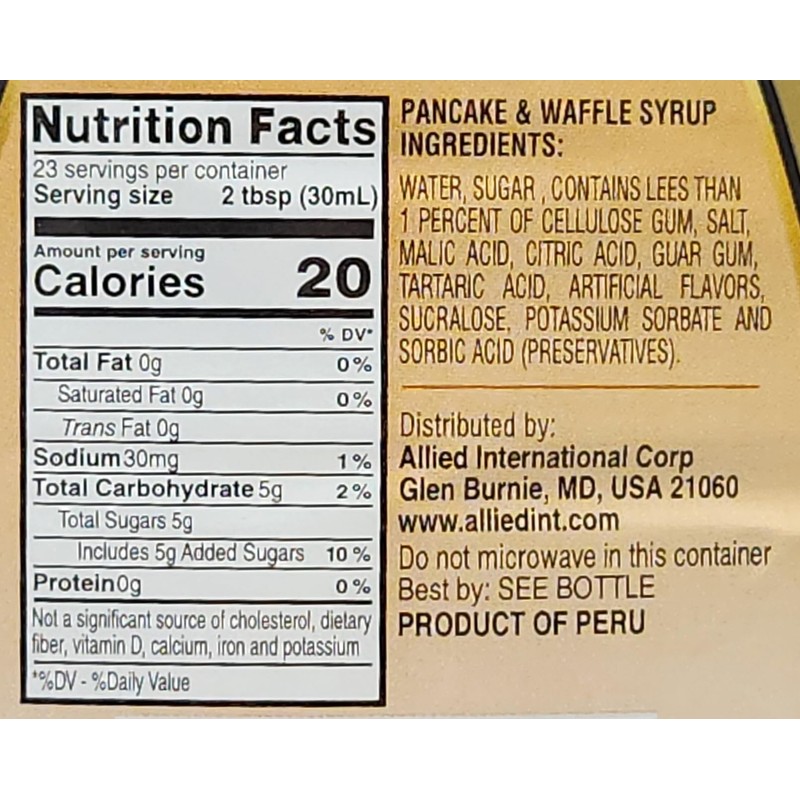 Nutrition Facts
23 servings per container
Serving size 2 tbsp (30mL)
Amount per serving
Calories 20
% DV*
Total Fat 0g 0%
Saturated Fat 0g 0%
Trans Fat 0g
Sodium 30mg 1%
Total Carbohydrate 5g 2%
Total Sugars 5g
Includes 5g Added Sugars 10 %
Protein 0g 0%
Not a significant source of cholesterol, dietary
fiber, vitamin D, calcium, iron and potassium
*%DV - %Daily Value
PANCAKE & WAFFLE SYRUP
INGREDIENTS:
WATER, SUGAR , CONTAINS LEES THAN
1 PERCENT OF CELLULOSE GUM, SALT,
MALIC ACID, CITRIC ACID, GUAR GUM,
TARTARIC ACID, ARTIFICIAL FLAVORS,
SUCRALOSE, POTASSIUM SORBATE AND
SORBIC ACID (PRESERVATIVES).
Distributed by:
Allied International Corp
Glen Burnie, MD, USA 21060
www.alliedint.com
Do not microwave in this container
Best by: SEE BOTTLE
PRODUCT OF PERU